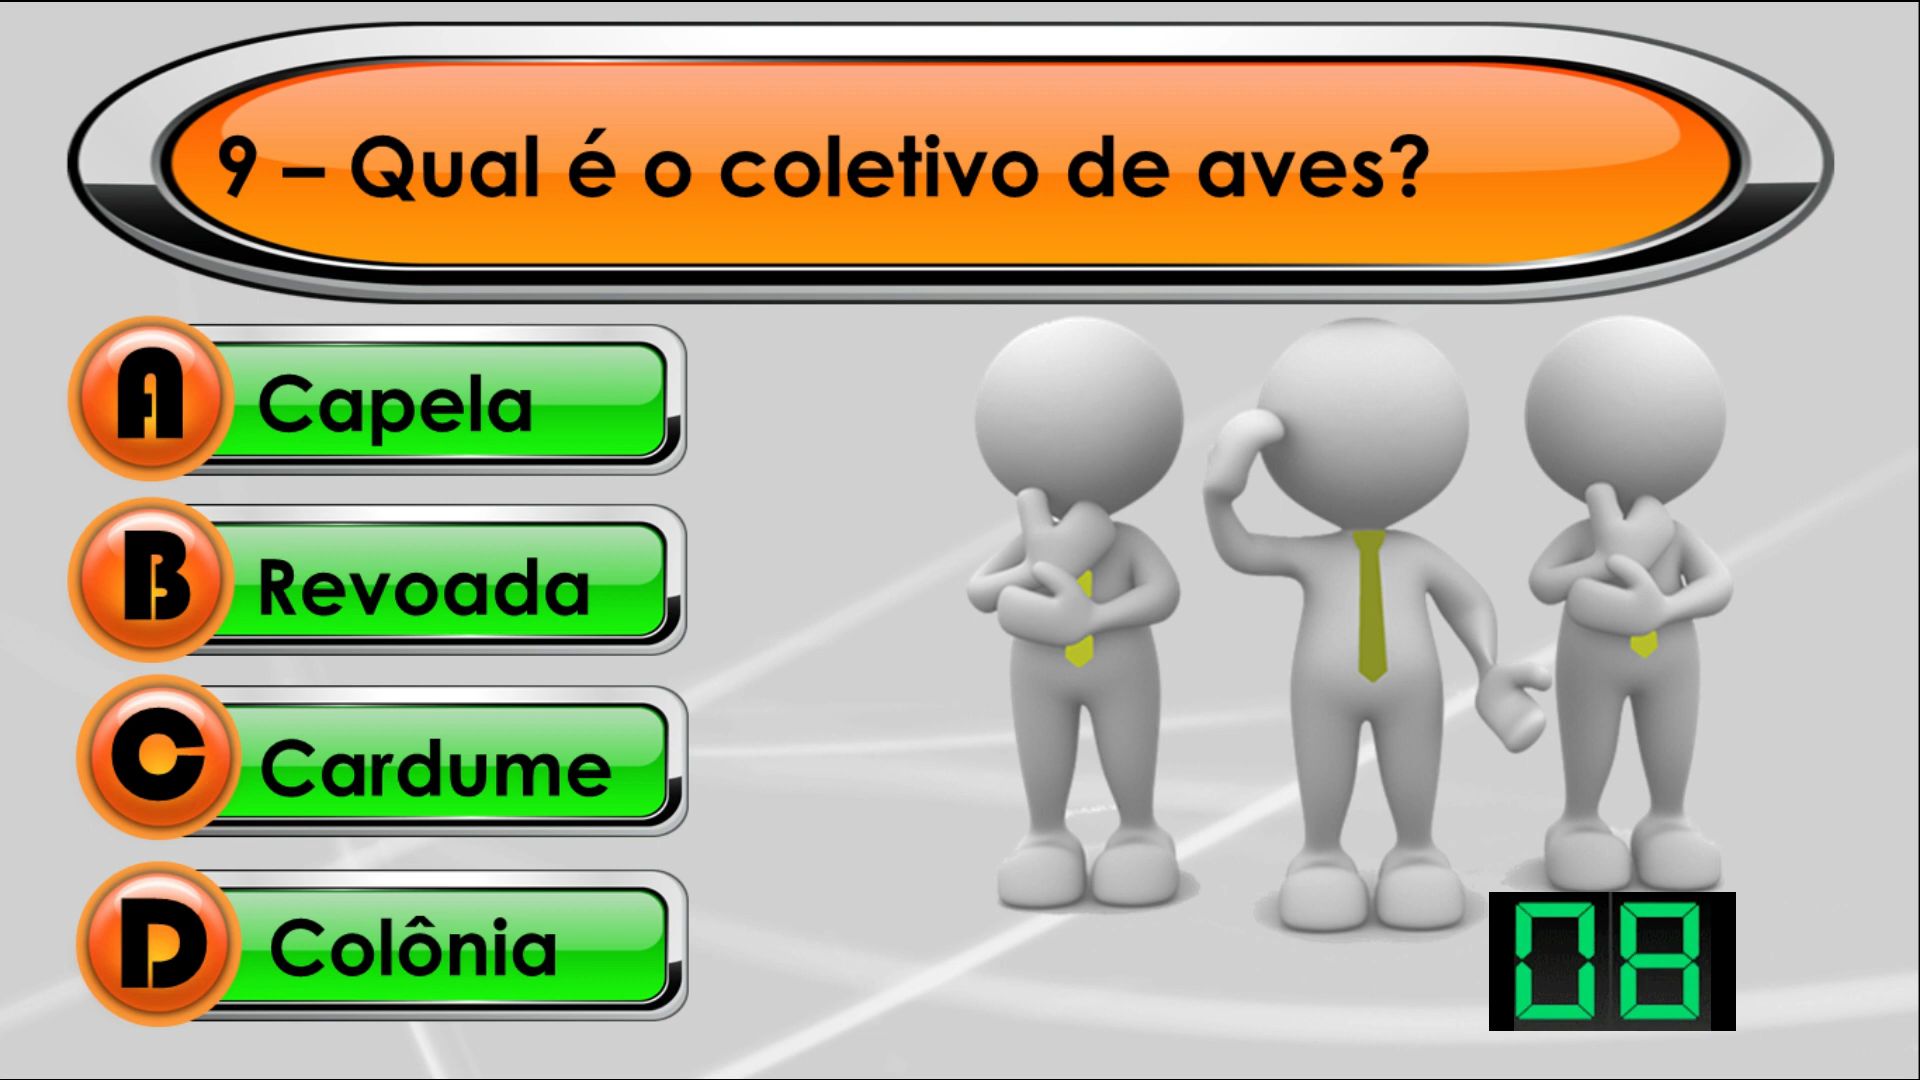 9 – Qual é o coletivo de aves?
A Capela
B Revoada
C Cardume
D Colônia
08